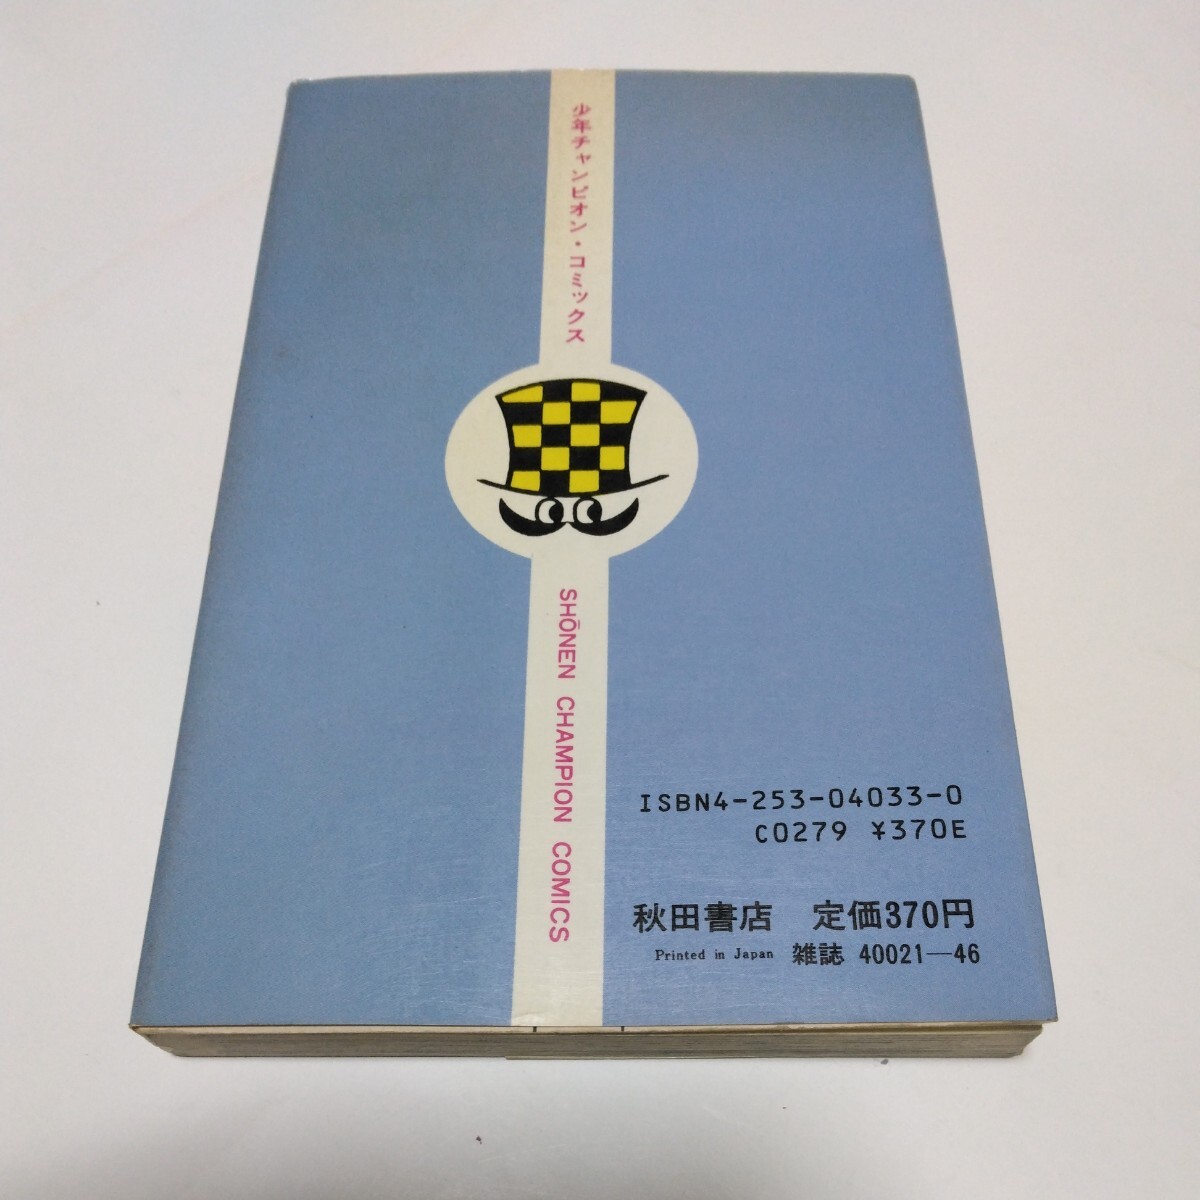 少年チャンピオン・コミックス
SHŌNEN CHAMPION COMICS
ISBN4-253-04033-0
C0279 ¥370E
秋田書店 定価370円
Printed in Japan 雑誌 40021—46